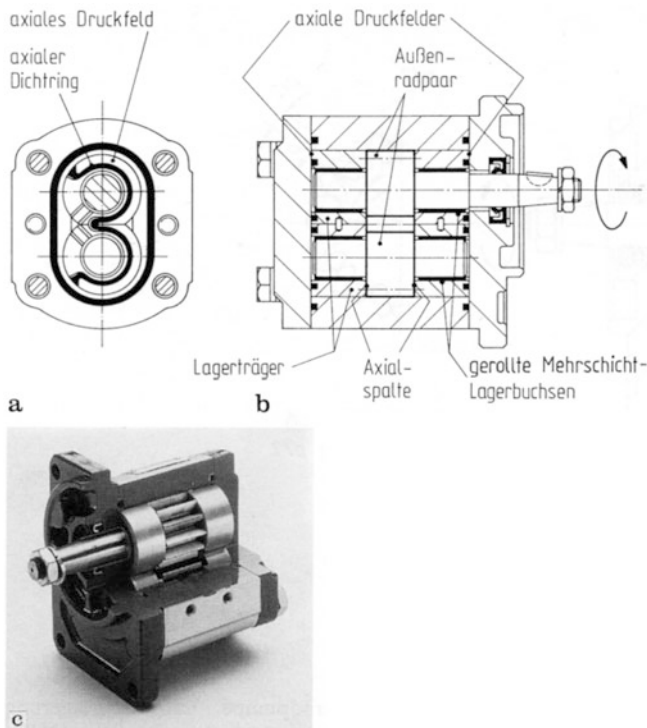 axiales Druckfeld
axialer
Dichtring
axiale Druckfelder
Außen-
radpaar
Lagerträger
Axial-
spalte
gerollte Mehrschicht-
Lagerbuchsen
a
b
c